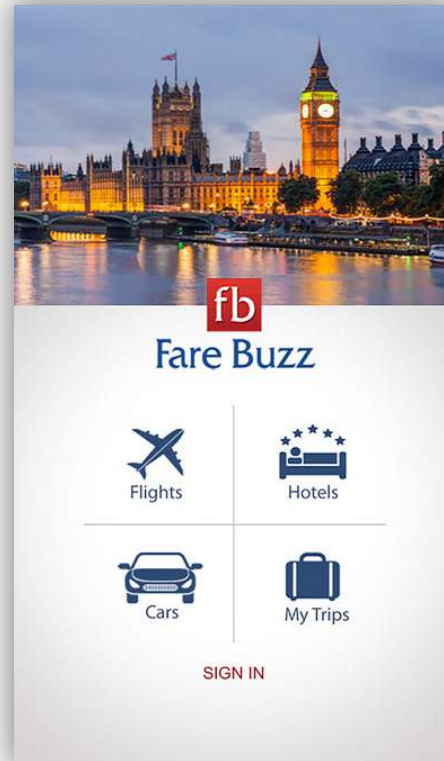 fb
Fare Buzz
Flights
Hotels
Cars
My Trips
SIGN IN